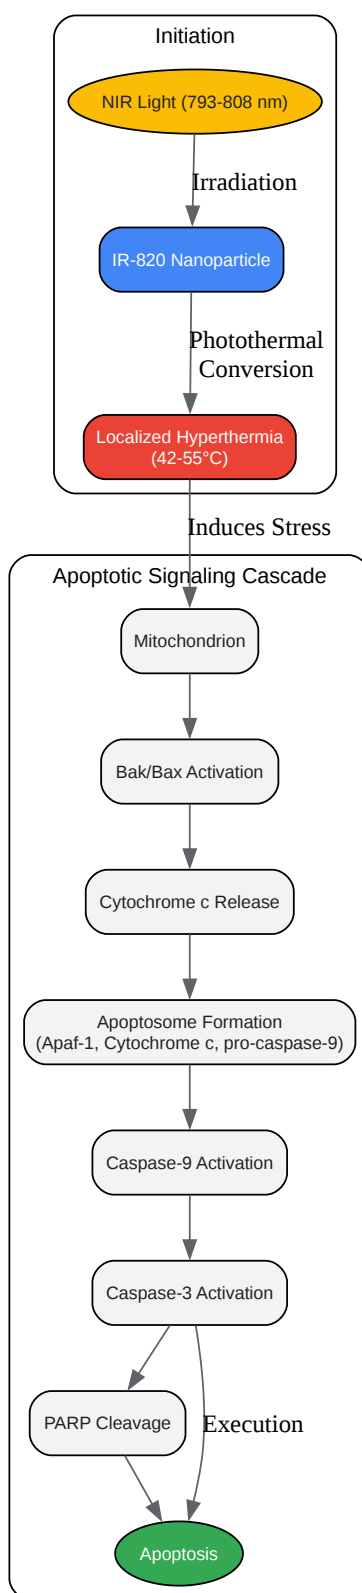 Initiation
NIR Light (793-808 nm)
Irradiation
IR-820 Nanoparticle
Photothermal
Conversion
Localized Hyperthermia
(42-55°C)
Induces Stress
Apoptotic Signaling Cascade
Mitochondrion
Bak/Bax Activation
Cytochrome c Release
Apoptosome Formation
(Apaf-1, Cytochrome c, pro-caspase-9)
Caspase-9 Activation
Caspase-3 Activation
PARP Cleavage
Execution
Apoptosis